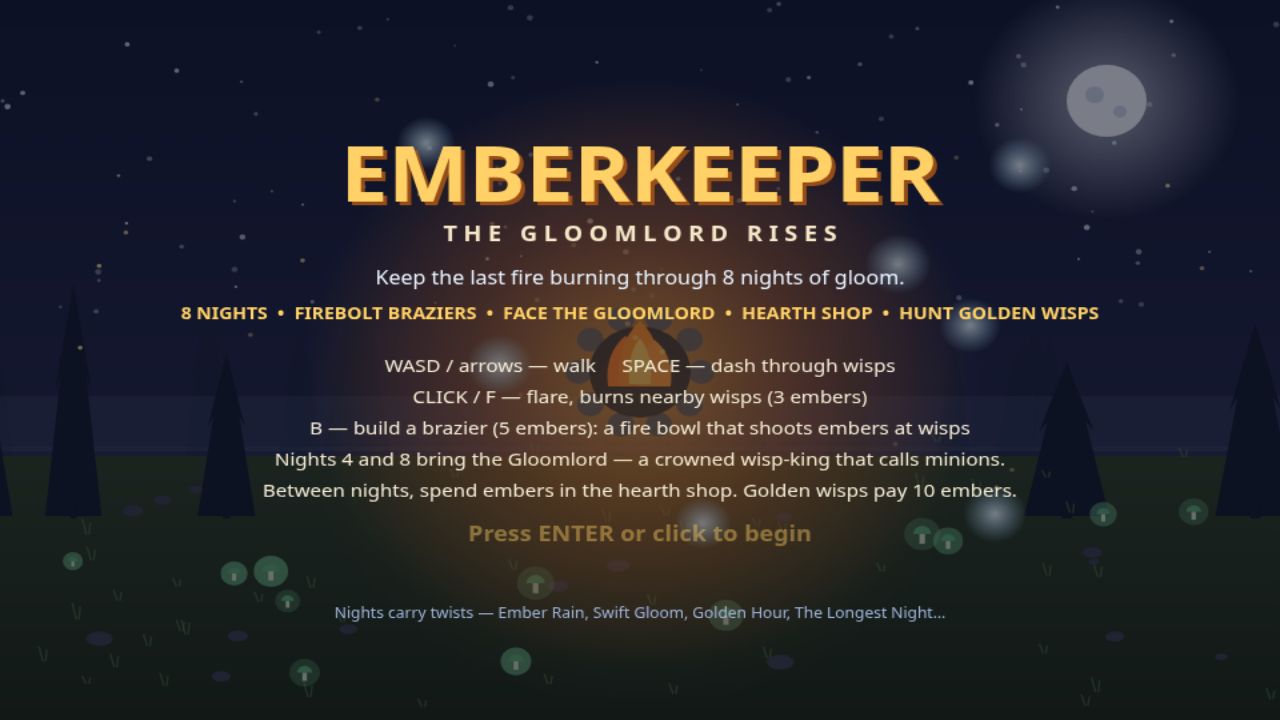 EMBERKEEPER
THE GLOOMLORD RISES
Keep the last fire burning through 8 nights of gloom.
8 NIGHTS • FIREBOLT BRAZIERS • FACE THE GLOOMLORD • HEARTH SHOP • HUNT GOLDEN WISPS
WASD / arrows — walk SPACE — dash through wisps
CLICK / F — flare, burns nearby wisps (3 embers)
B — build a brazier (5 embers): a fire bowl that shoots embers at wisps
Nights 4 and 8 bring the Gloomlord — a crowned wisp-king that calls minions.
Between nights, spend embers in the hearth shop. Golden wisps pay 10 embers.
Press ENTER or click to begin
Nights carry twists — Ember Rain, Swift Gloom, Golden Hour, The Longest Night...